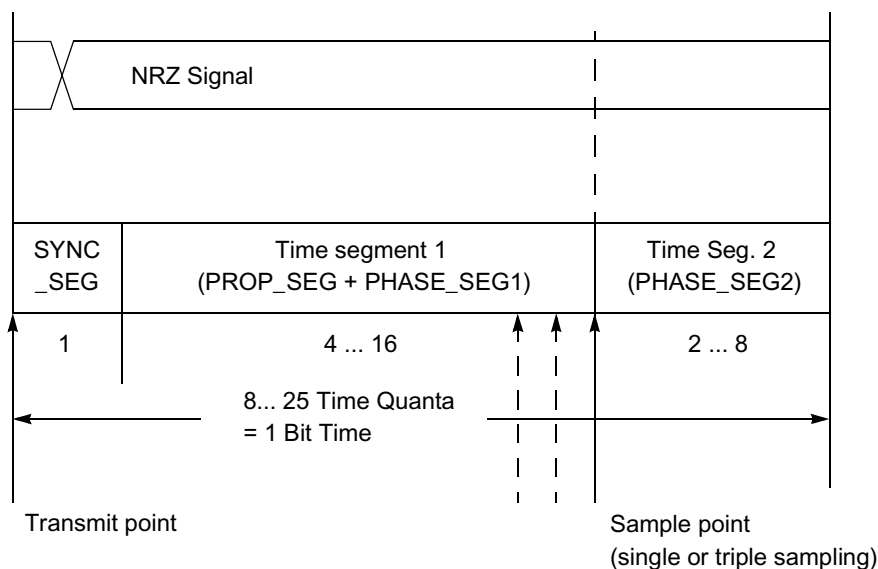 NRZ Signal
SYNC
_SEG
Time segment 1
(PROP_SEG + PHASE_SEG1)
Time Seg. 2
(PHASE_SEG2)
1
4 ... 16
2 ... 8
8... 25 Time Quanta
= 1 Bit Time
Transmit point
Sample point
(single or triple sampling)